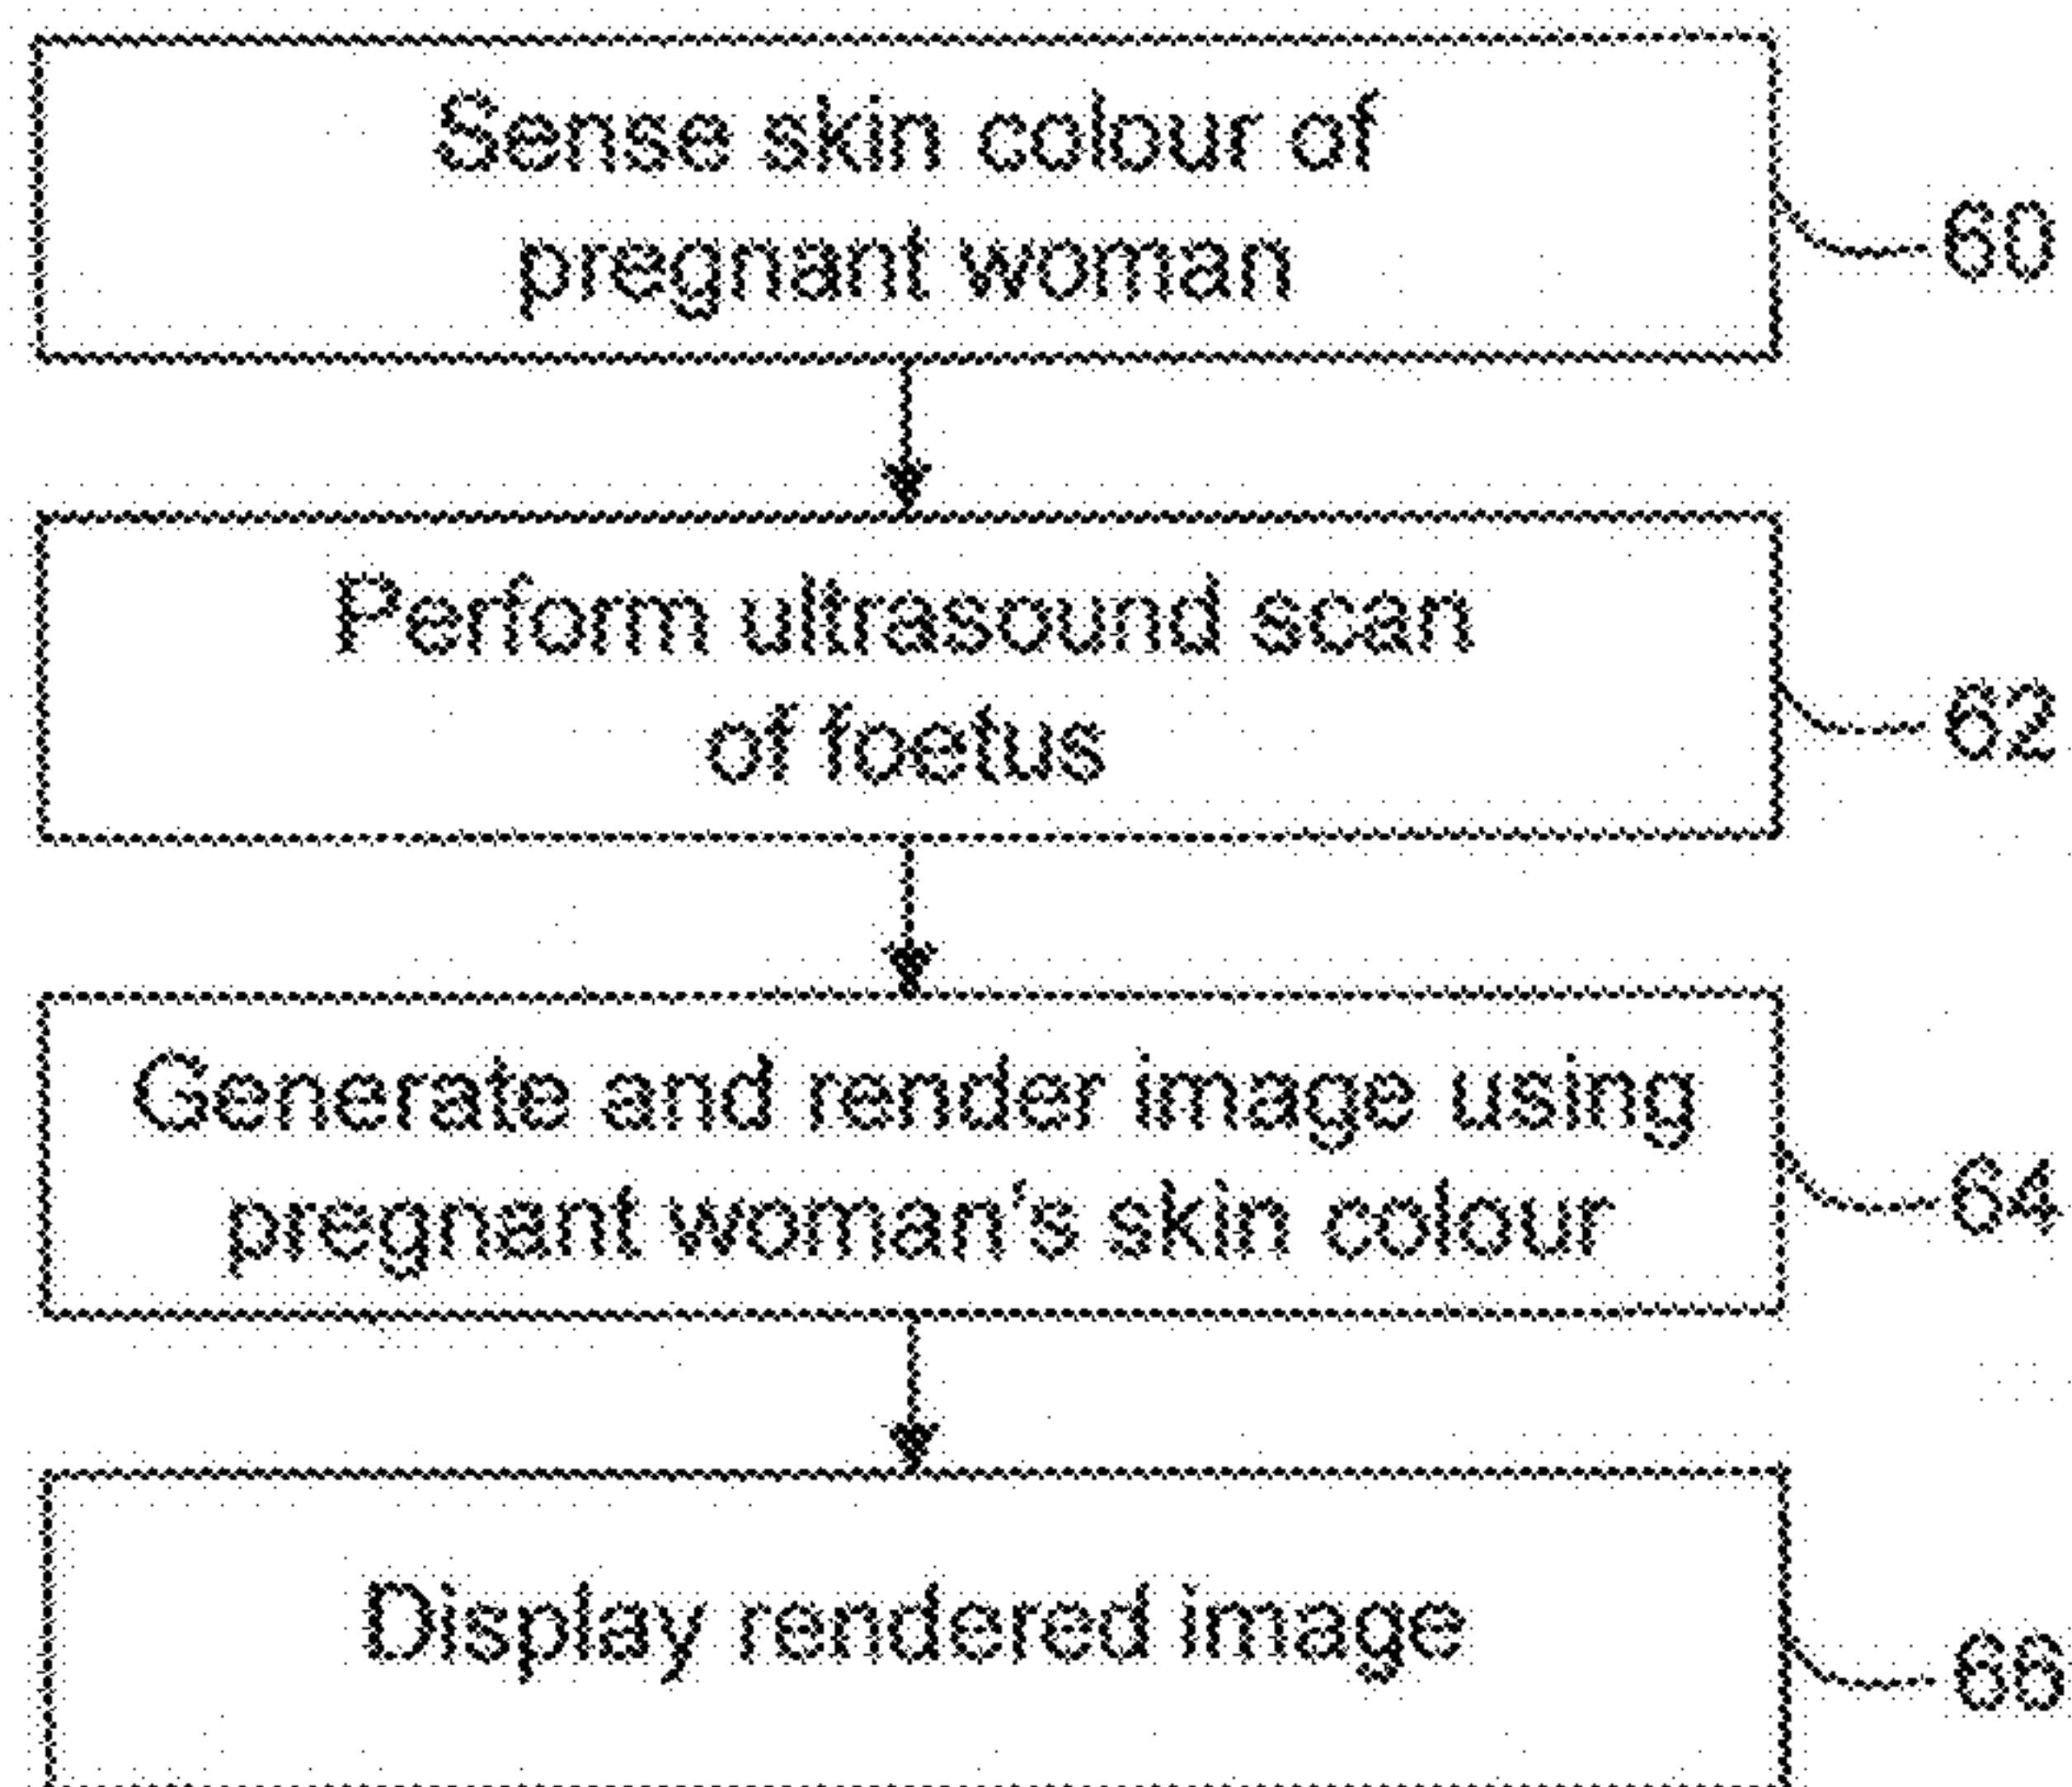 Sense skin colour of
pregnant woman
60
Perform ultrasound scan
of foetus
62
Generate and render image using
pregnant woman's skin colour
64
Display rendered image
66